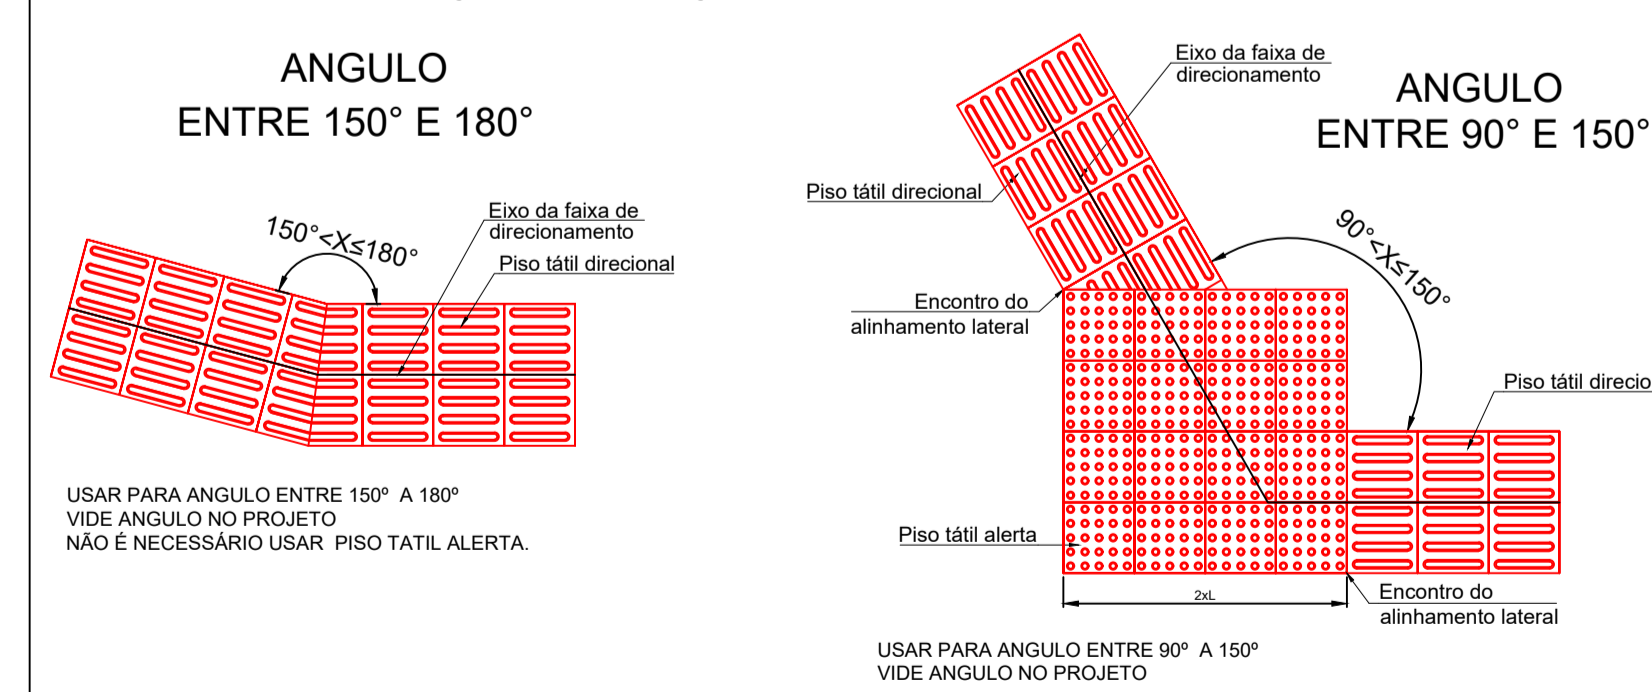 ANGULO
ENTRE 150° E 180°
150°<X≤180°
Eixo da faixa de
direcionamento
Piso tátil direcional
USAR PARA ANGULO ENTRE 150º A 180º
VIDE ANGULO NO PROJETO
NÃO É NECESSÁRIO USAR PISO TATIL ALERTA.
Eixo da faixa de
direcionamento
ANGULO
ENTRE 90° E 150°
Piso tátil direcional
90°<X≤150°
Encontro do
alinhamento lateral
Piso tátil direcio
Piso tátil alerta
2xL
Encontro do
alinhamento lateral
USAR PARA ANGULO ENTRE 90º A 150º
VIDE ANGULO NO PROJETO